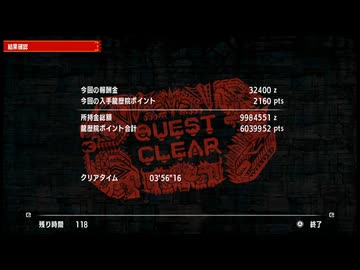 結果確認
今回の報酬金 32400 z
今回の入手龍歴院ポイント 2160 pts
所持金総額 9984551 z
龍歴院ポイント合計 6039952 pts
QUEST
CLEAR
クリアタイム 03'56"16
残り時間 118
終了